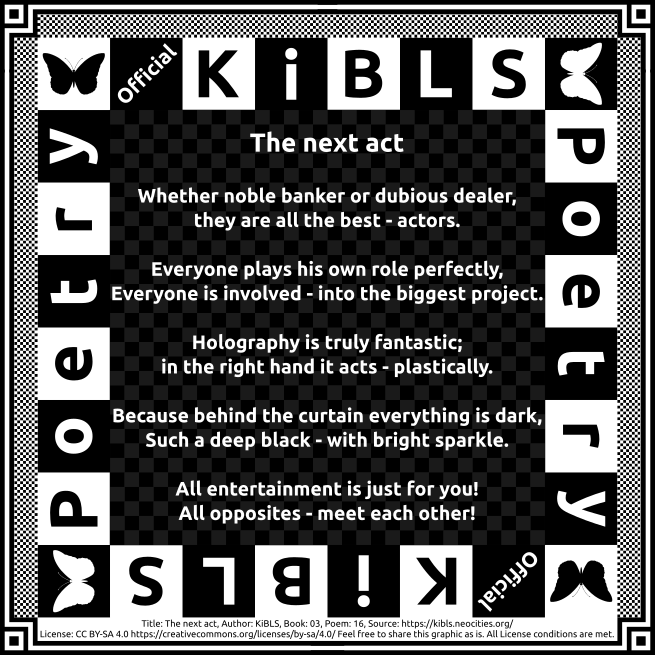 Official KiBLS
Poetry
Poetry
The next act
Whether noble banker or dubious dealer,
they are all the best - actors.
Everyone plays his own role perfectly,
Everyone is involved - into the biggest project.
Holography is truly fantastic;
in the right hand it acts - plastically.
Because behind the curtain everything is dark,
Such a deep black - with bright sparkle.
All entertainment is just for you!
All opposites - meet each other!
Official KiBLS
Title: The next act, Author: KiBLS, Book: 03, Poem: 16, Source: https://kibls.neocities.org/
License: CC BY-SA 4.0 https://creativecommons.org/licenses/by-sa/4.0/ Feel free to share this graphic as is. All License conditions are met.